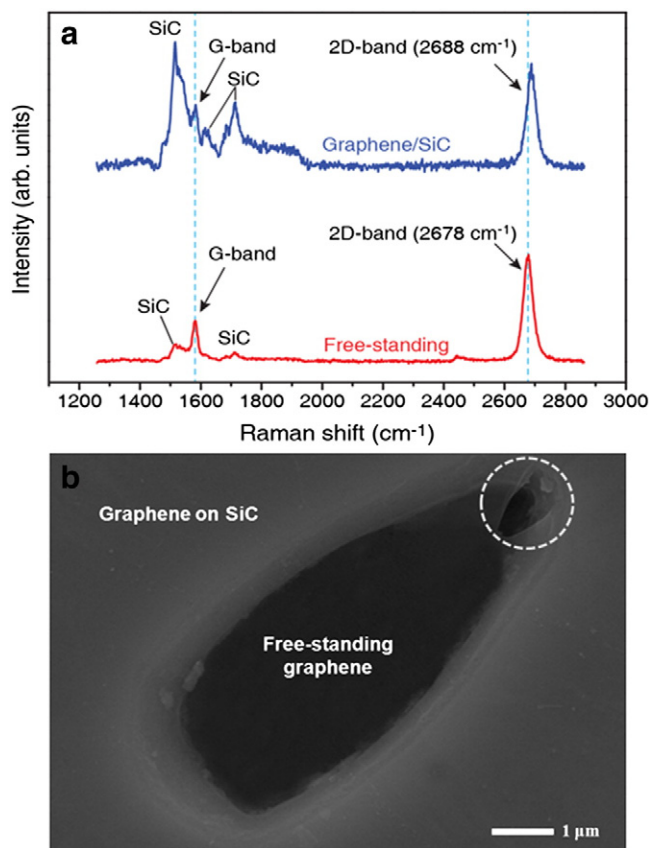 a
SiC
G-band
SiC
2D-band (2688 cm-1)
Graphene/SiC
2D-band (2678 cm-1)
G-band
SiC
SiC
Free-standing
Intensity (arb. units)
1200 1400 1600 1800 2000 2200 2400 2600 2800 3000
Raman shift (cm-1)
b
Graphene on SiC
Free-standing
graphene
1 µm